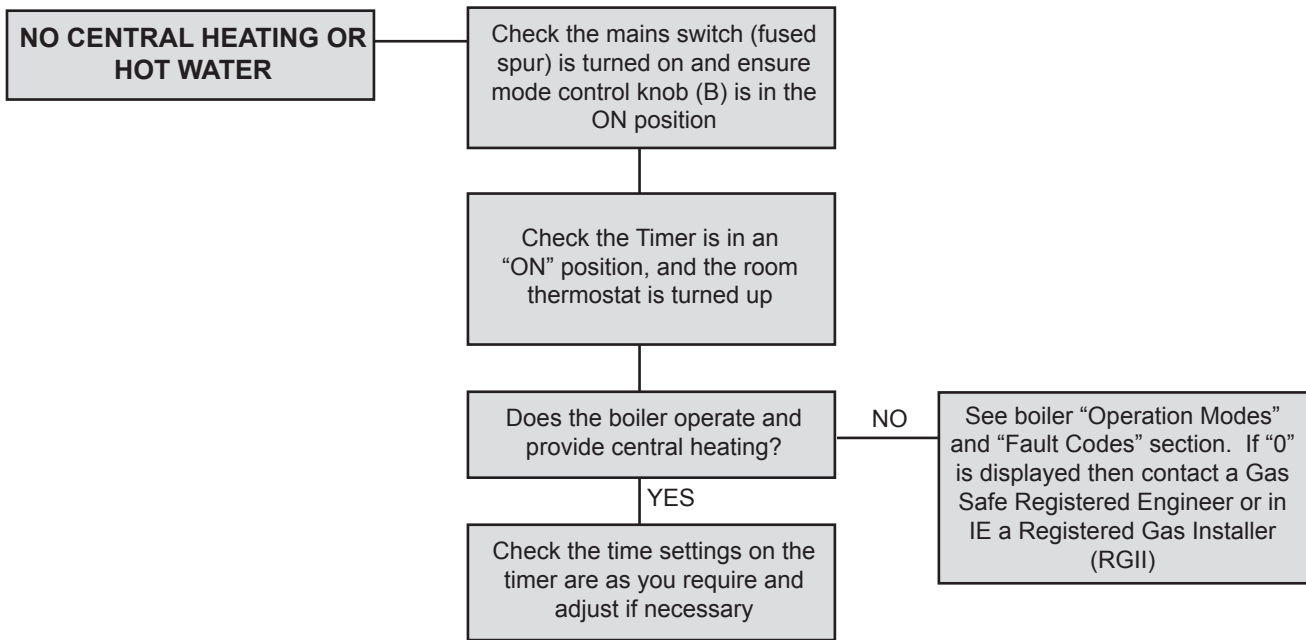 NO CENTRAL HEATING OR
HOT WATER
Check the mains switch (fused
spur) is turned on and ensure
mode control knob (B) is in the
ON position
Check the Timer is in an
“ON” position, and the room
thermostat is turned up
Does the boiler operate and
provide central heating?
NO
See boiler “Operation Modes”
and “Fault Codes” section.  If “0”
is displayed then contact a Gas
Safe Registered Engineer or in
IE a Registered Gas Installer
(RGII)
YES
Check the time settings on the
timer are as you require and
adjust if necessary